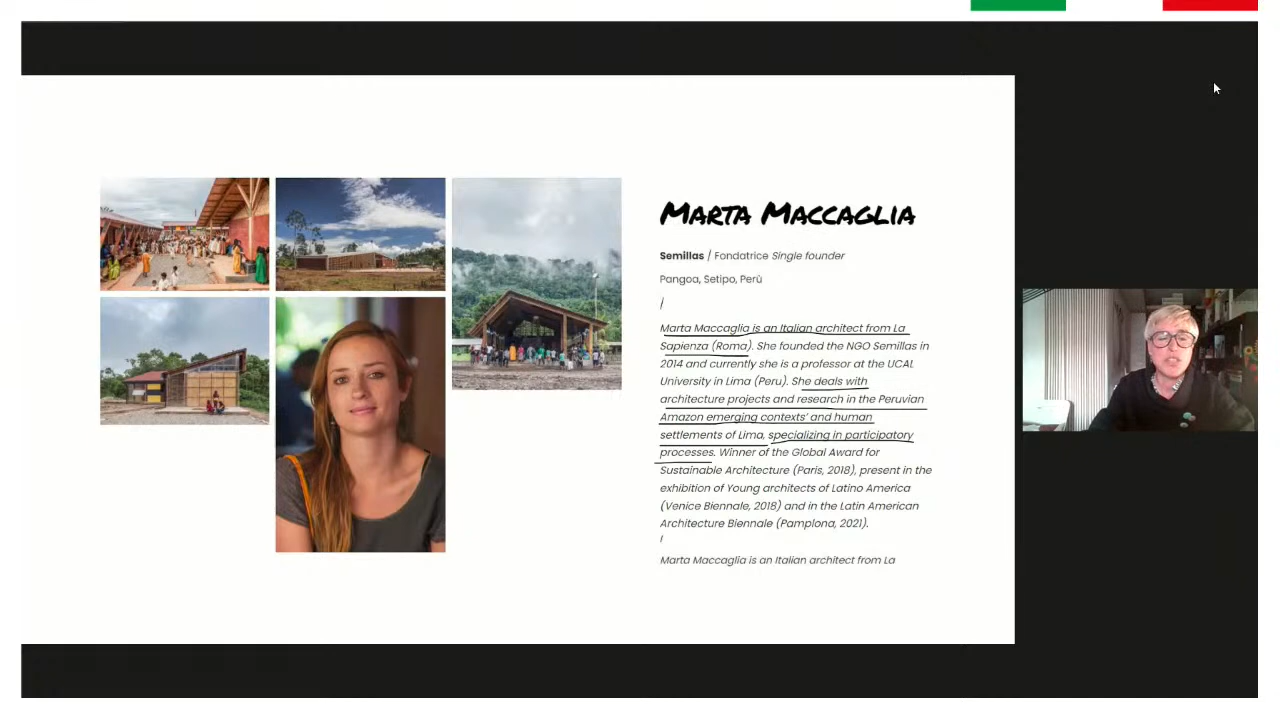 MARTA MACCAGLIA
Semillas / Fondatrice Single founder
Pangoa, Setipo, Perù
/
Marta Maccaglia is an Italian architect from La
Sapienza (Roma). She founded the NGO Semillas in
2014 and currently she is a professor at the UCAL
University in Lima (Peru). She deals with
architecture projects and research in the Peruvian
Amazon emerging contexts' and human
settlements of Lima, specializing in participatory
processes. Winner of the Global Award for
Sustainable Architecture (Paris, 2018), present in the
exhibition of Young architects of Latino America
(Venice Biennale, 2018) and in the Latin American
Architecture Biennale (Pamplona, 2021).
/
Marta Maccaglia is an Italian architect from La